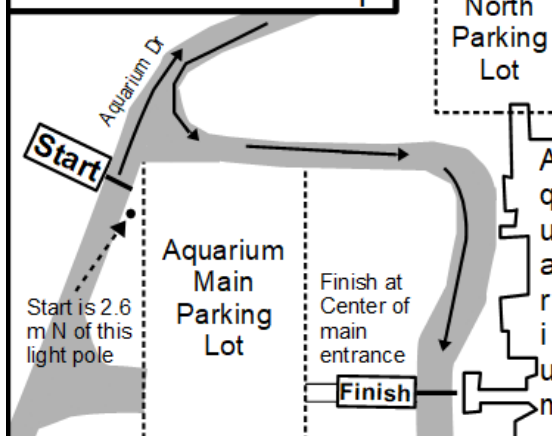 North
Parking
Lot
Aquarium Dr
Start
Aquarium
Main
Parking
Lot
Finish at
Center of
main
entrance
Start is 2.6
m N of this
light pole
Finish
Aquarium